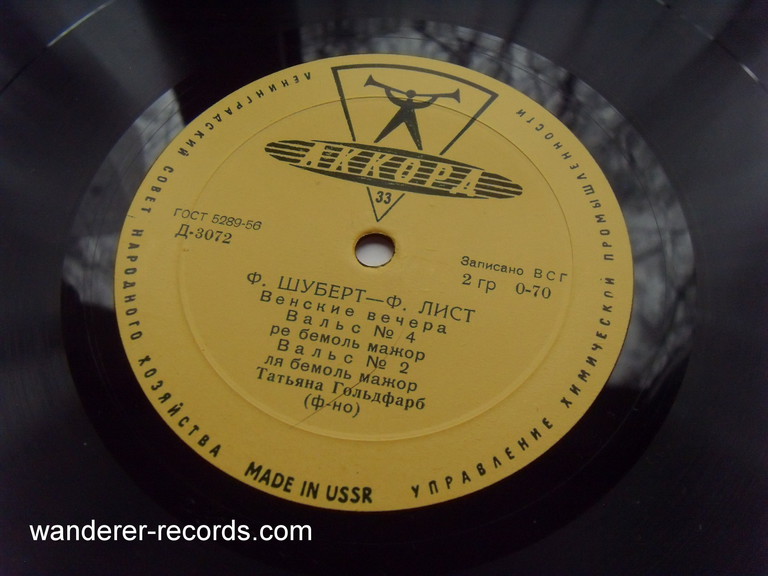 ЛЕНИНГРАДСКИЙ СОВЕТ НАРОДНОГО ХОЗЯЙСТВА
УПРАВЛЕНИЕ ХИМИЧЕСКОЙ ПРОМЫШЛЕННОСТИ
АККОРД
33
ГОСТ 5289-56
Д-3072
Записано ВСГ
2 гр 0-70
Ф. ШУБЕРТ—Ф. ЛИСТ
Венские вечера
Вальс № 4
ре бемоль мажор
Вальс № 2
ля бемоль мажор
Татьяна Гольдфарб
(ф-но)
MADE IN USSR
wanderer-records.com